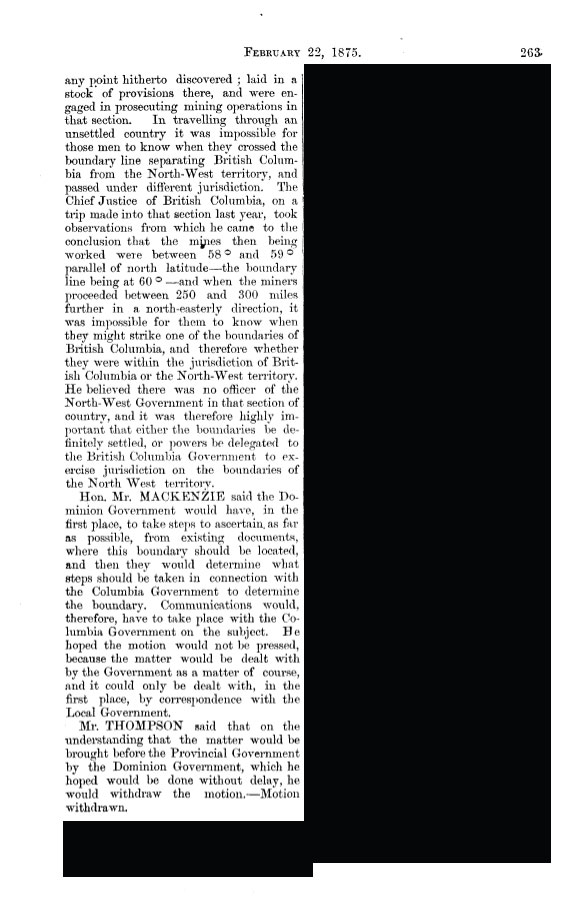 FEBRUARY 22, 1875. 263
any point hitherto discovered ; laid in a
stock of provisions there, and were en-
gaged in prosecuting mining operations in
that section. In travelling through an
unsettled country it was impossible for
those men to know when they crossed the
boundary line separating British Colum-
bia from the North-West territory, and
passed under different jurisdiction. The
Chief Justice of British Columbia, on a
trip made into that section last year, took
observations from which he came to the
conclusion that the mines then being
worked were between 58° and 59°
parallel of north latitude—the boundary
line being at 60°—and when the miners
proceeded between 250 and 300 miles
further in a north-easterly direction, it
was impossible for them to know when
they might strike one of the boundaries of
British Columbia, and therefore whether
they were within the jurisdiction of Brit-
ish Columbia or the North-West territory.
He believed there was no officer of the
North-West Government in that section of
country, and it was therefore highly im-
portant that either the boundaries be de-
finitely settled, or powers be delegated to
the British Columbia Government to ex-
ercise jurisdiction on the boundaries of
the North West territory.
Hon. Mr. MACKENZIE said the Do-
minion Government would have, in the
first place, to take steps to ascertain, as far
as possible, from existing documents,
where this boundary should be located,
and then they would determine what
steps should be taken in connection with
the Columbia Government to determine
the boundary. Communications would,
therefore, have to take place with the Co-
lumbia Government on the subject. He
hoped the motion would not be pressed,
because the matter would be dealt with
by the Government as a matter of course,
and it could only be dealt with, in the
first place, by correspondence with the
Local Government.
Mr. THOMPSON said that on the
understanding that the matter would be
brought before the Provincial Government
by the Dominion Government, which he
hoped would be done without delay, he
would withdraw the motion.—Motion
withdrawn.